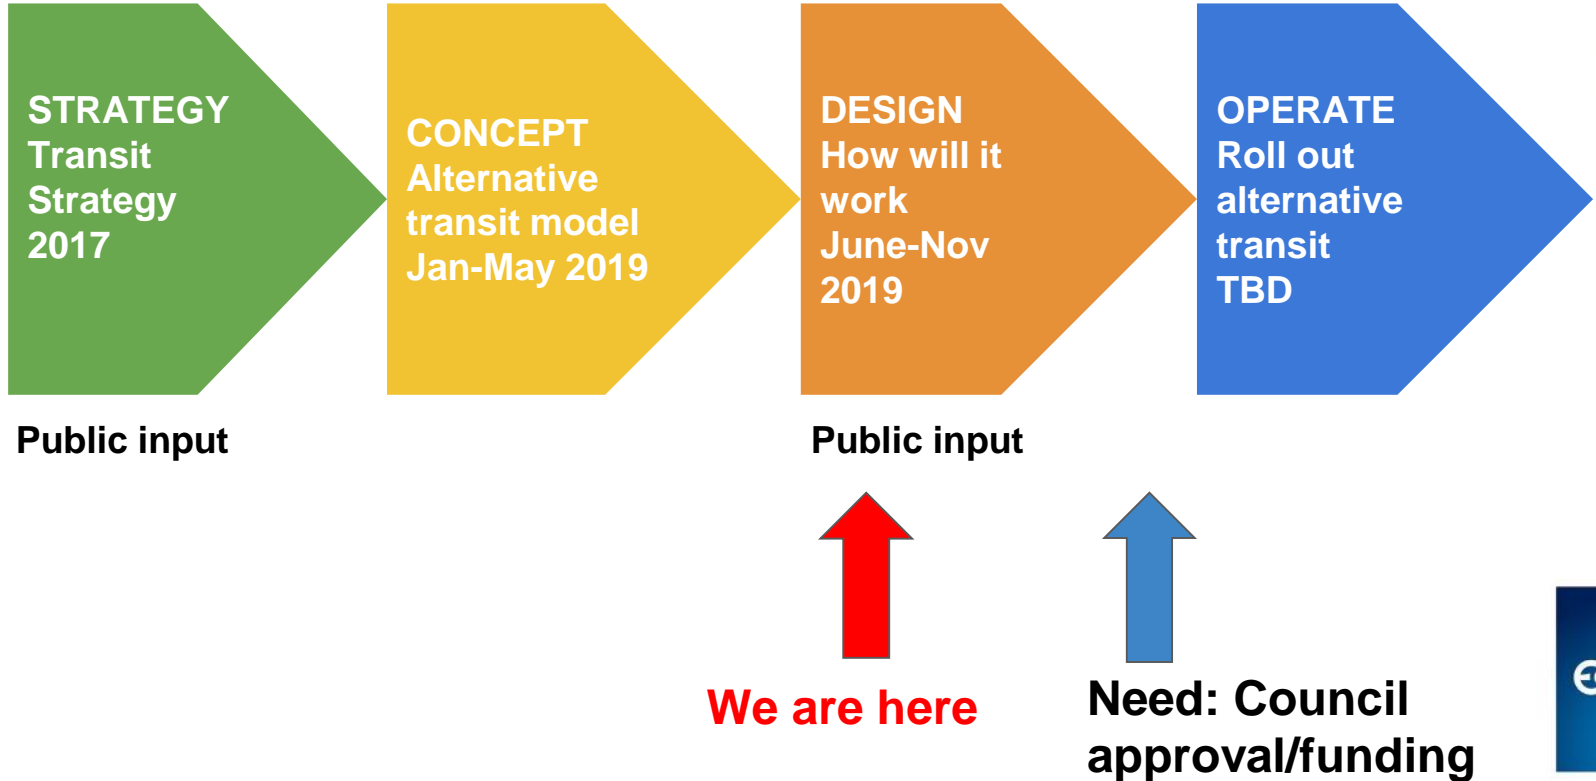 STRATEGY
Transit
Strategy
2017
CONCEPT
Alternative
transit model
Jan-May 2019
DESIGN
How will it
work
June-Nov
2019
OPERATE
Roll out
alternative
transit
TBD
Public input
Public input
We are here
Need: Council
approval/funding